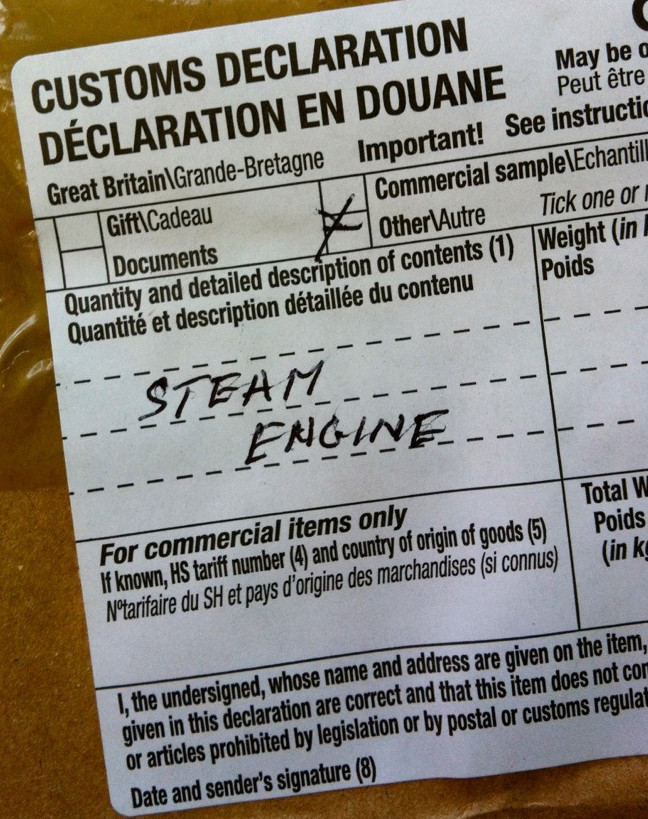 CUSTOMS DECLARATION
DÉCLARATION EN DOUANE
May be
Peut être
Great Britain\Grande-Bretagne Important! See
Gift\Cadeau
Commercial sample\
Documents
Other\Autre Tick one or
Quantity and detailed description of contents (1)
Quantité et description détaillée du contenu
Weight (in
Poids
STEAM
ENGINE
For commercial items only
If known, HS tariff number (4) and country of origin of goods (5)
N°tarifaire du SH et pays d'origine des marchandises (si connus)
Total
Poids
(in
I, the undersigned, whose name and address are given on the item,
given in this declaration are correct and that this item does not
or articles prohibited by legislation or by postal or customs
Date and sender's signature (8)